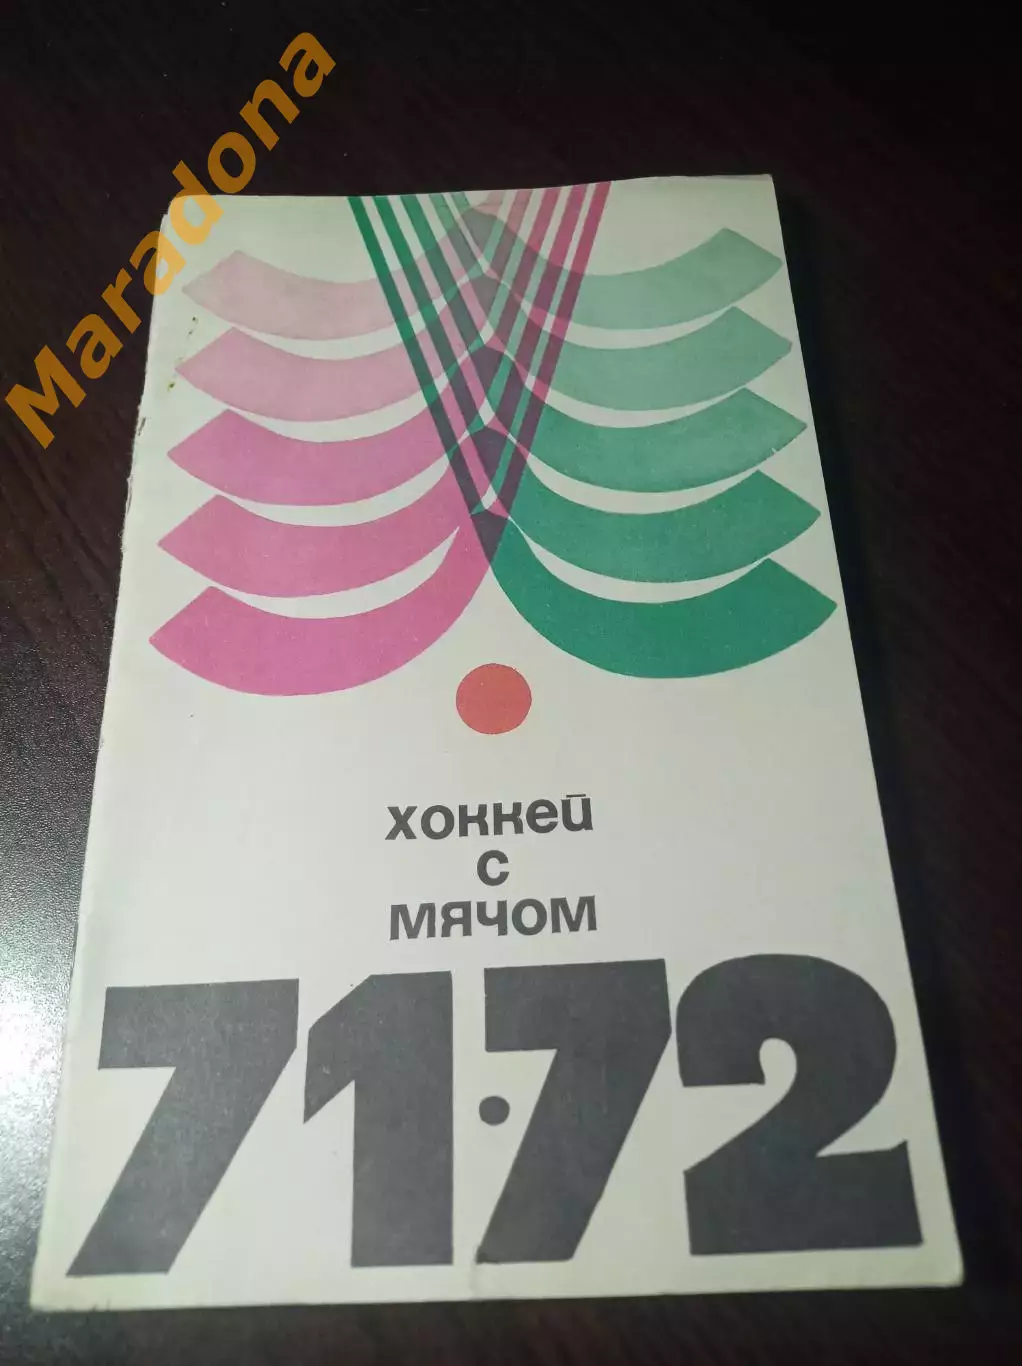 Maradona
хоккей
с
мячом
71·72